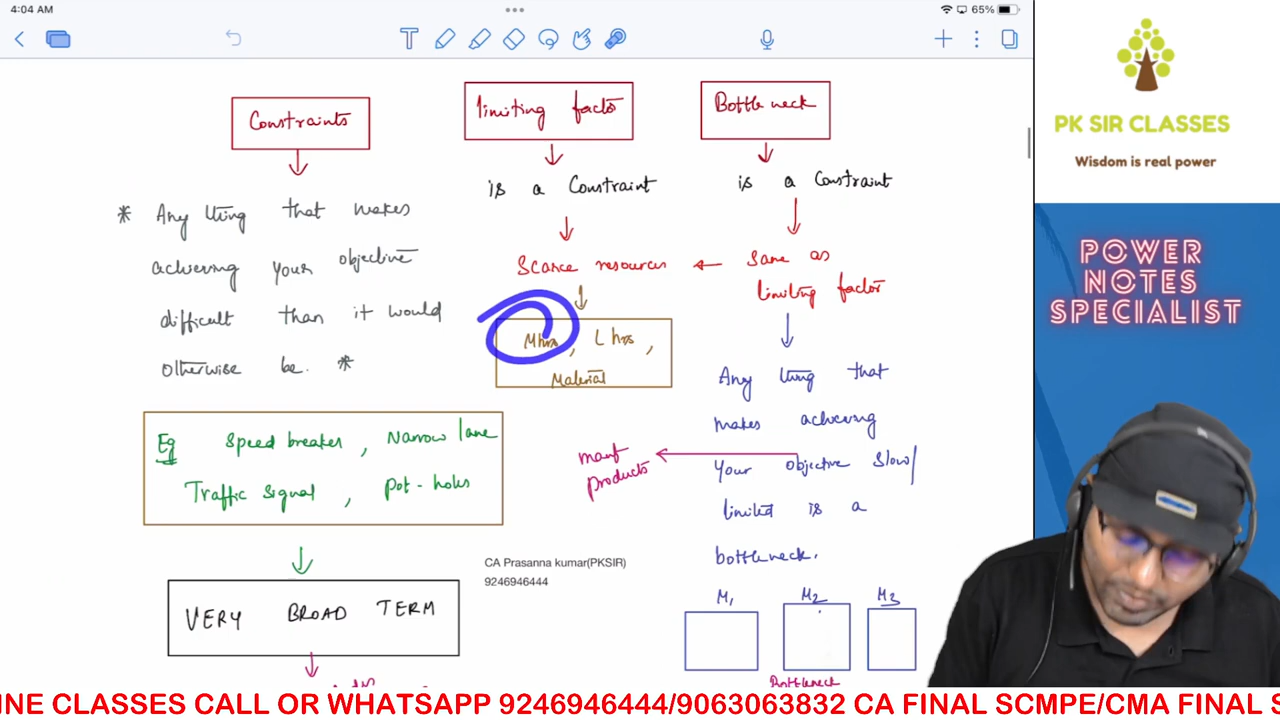 4:04 AM
65%
T
PK SIR CLASSES
Wisdom is real power
POWER
NOTES
SPECIALIST
Constraints
* Any thing that makes
achieving your objective
difficult than it would
otherwise be. *
Eg Speed breaker, Narrow lane
Traffic signal, Pot-holes
VERY BROAD TERM
limiting factor
is a Constraint
Scarce resources
Mhrs, L hrs,
Material
Bottleneck
is a Constraint
Same as
limiting factor
Any thing that
makes achieving
your objective slow/
limited is a
bottleneck.
manf
products
M1 M2 M3
Bottleneck
CA Prasanna kumar(PKSIR)
9246946444
NE CLASSES CALL OR WHATSAPP 9246946444/9063063832 CA FINAL SCMPE/CMA FINAL S